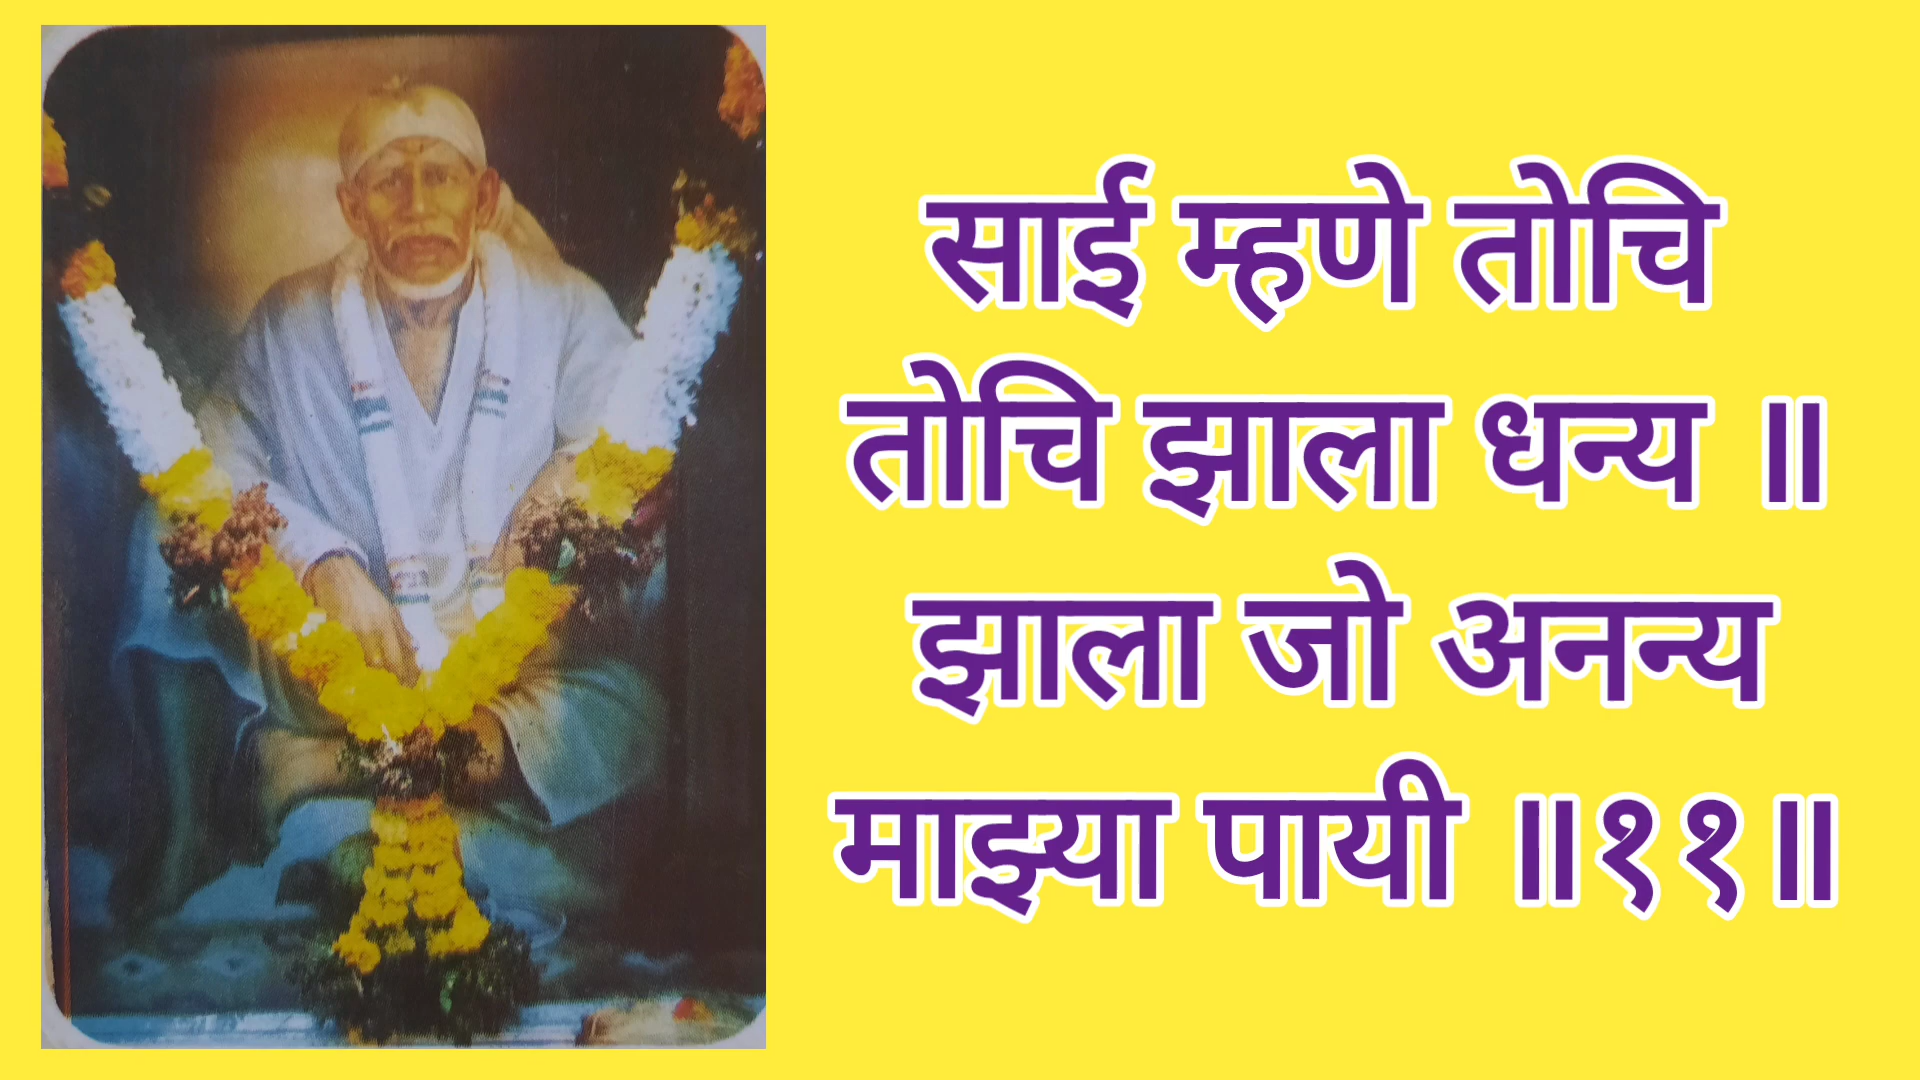 साई म्हणे तोचि
तोचि झाला धन्य ॥
झाला जो अनन्य
माझ्या पायी ॥११॥